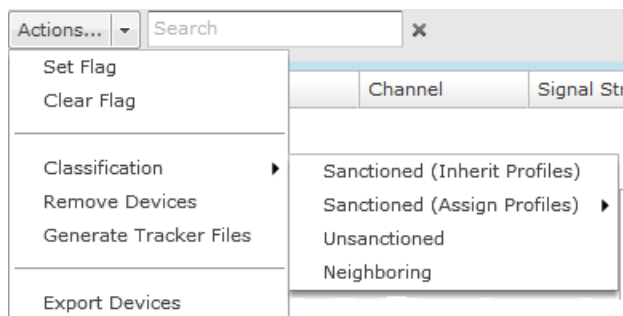 Actions...
Search
Set Flag
Clear Flag
Channel
Signal
Classification
Remove Devices
Generate Tracker Files
Export Devices
Sanctioned (Inherit Profiles)
Sanctioned (Assign Profiles)
Unsanctioned
Neighboring